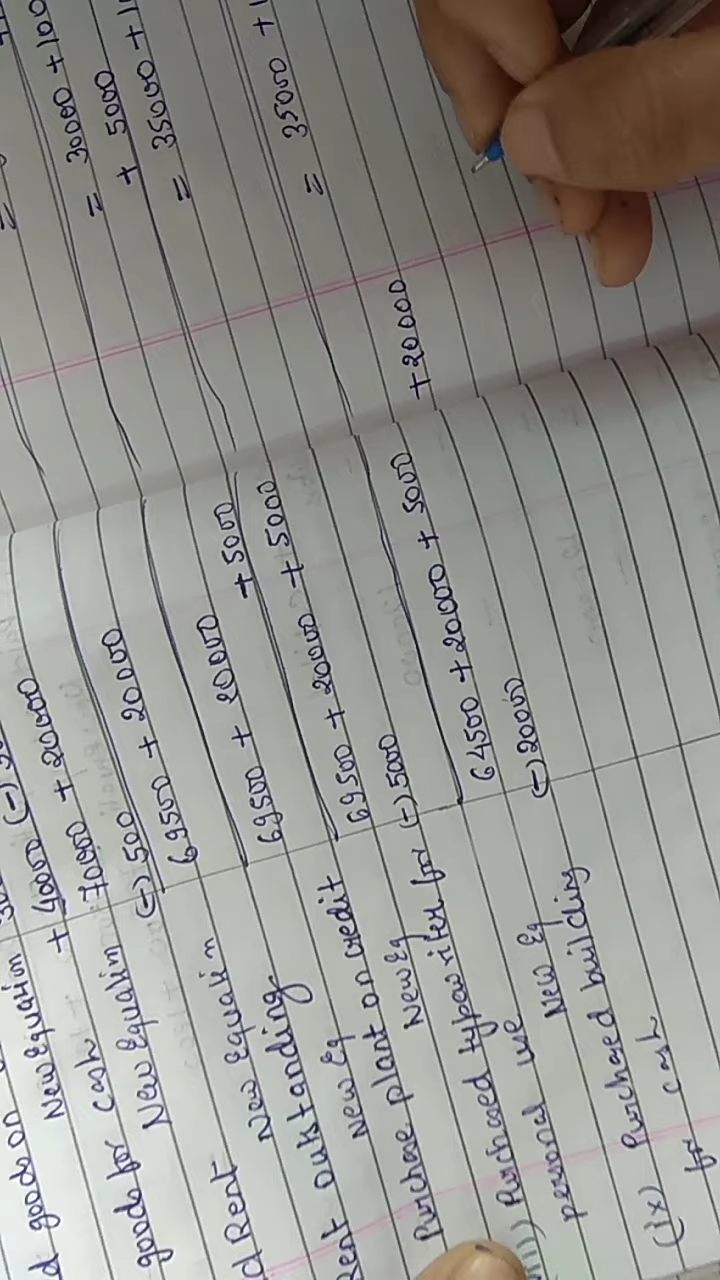 goods on
+ 40000 (-)
New Equation 70000 + 20000 = 30000 + 100
goods for cash (-) 500 + 5000
New Equation 69500 + 20000 = 35000 + 1
d Rent + 5000
New Equation 69500 + 20000 + 5000 = 35000 +
Rent outstanding
New Eq 69500 + 20000 + 5000
Purchase plant on credit (-) 5000 + 20000
New Eq 64500 + 20000 + 5000
Purchased typewriter for (-) 20000
personal use
New Eq
(ix) Purchased building
for cash